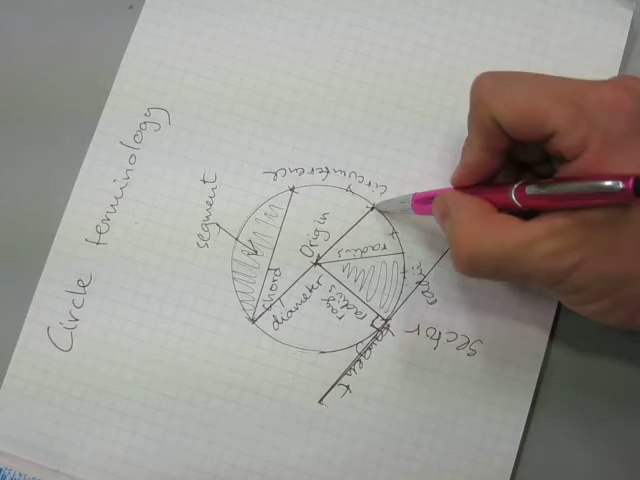 Circle terminology
segment
circumference
Origin
radius
chord
diameter
radius
sector
tangent